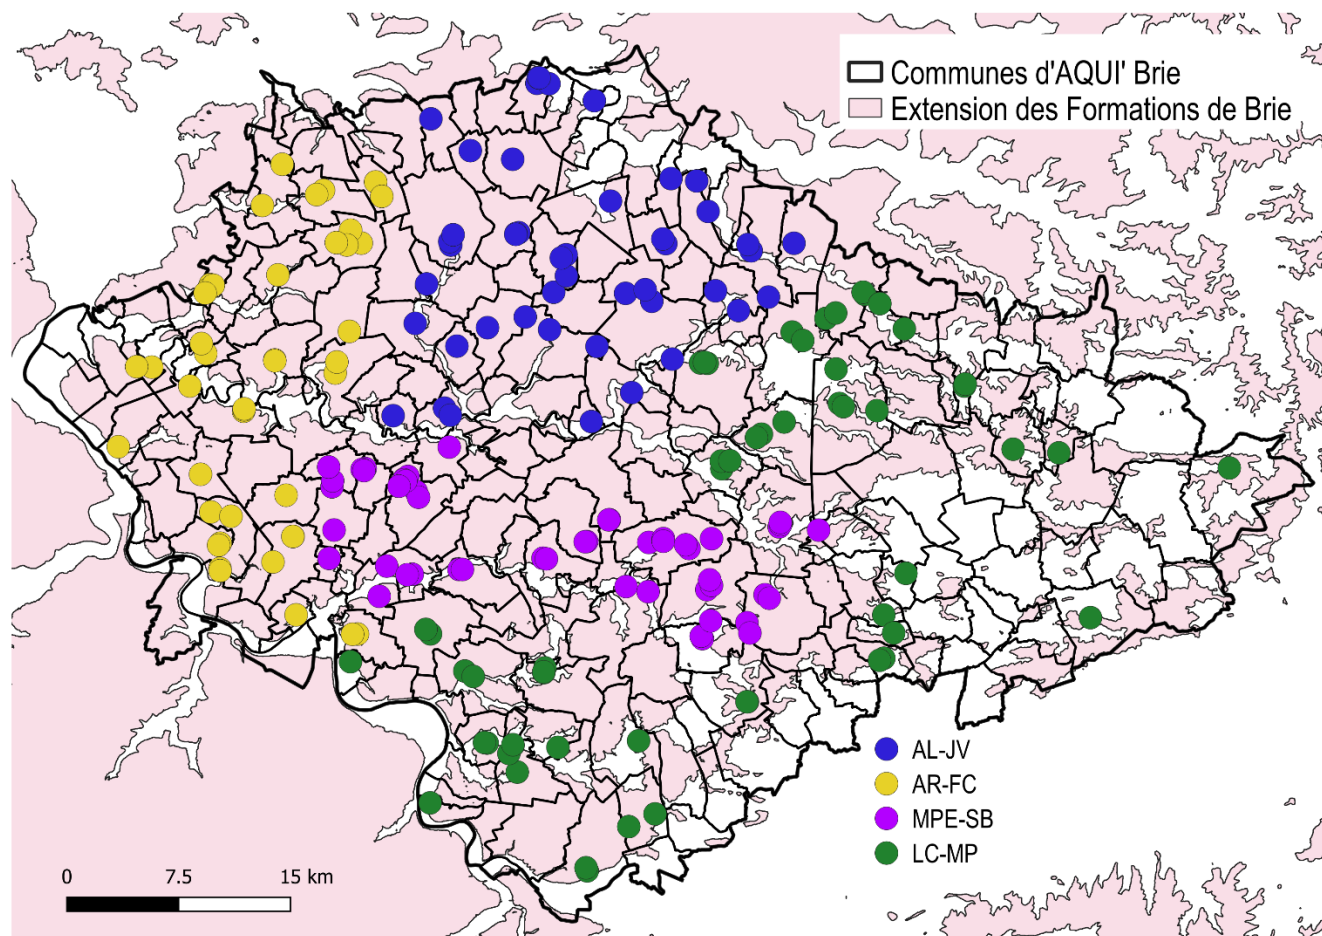 Communes d'AQUI' Brie
Extension des Formations de Brie
AL-JV
AR-FC
MPE-SB
LC-MP
0 7.5 15 km